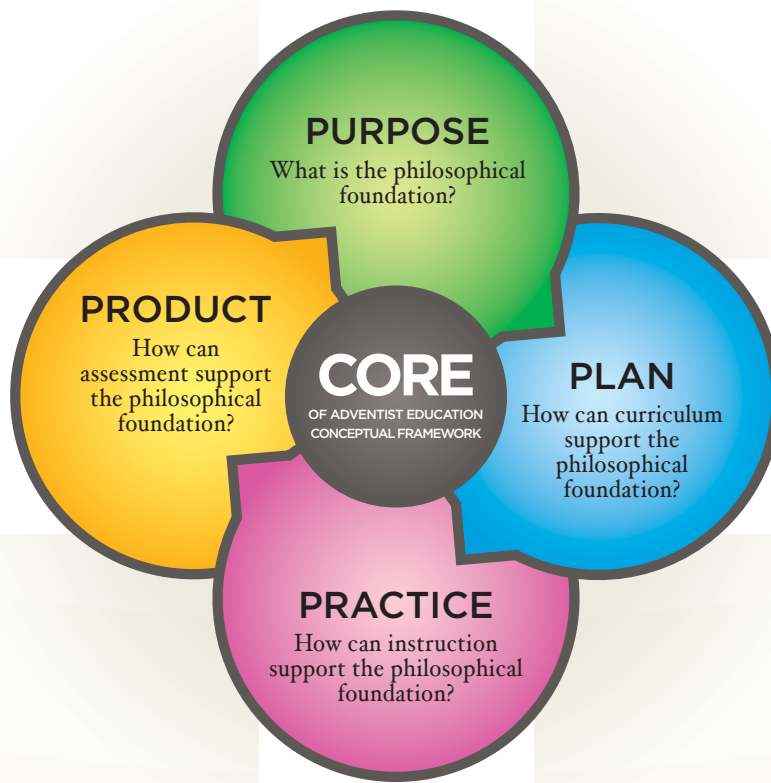 PURPOSE
What is the philosophical
foundation?
PRODUCT
How can
assessment support
the philosophical
foundation?
CORE
OF ADVENTIST EDUCATION
CONCEPTUAL FRAMEWORK
PLAN
How can curriculum
support the
philosophical
foundation?
PRACTICE
How can instruction
support the philosophical
foundation?